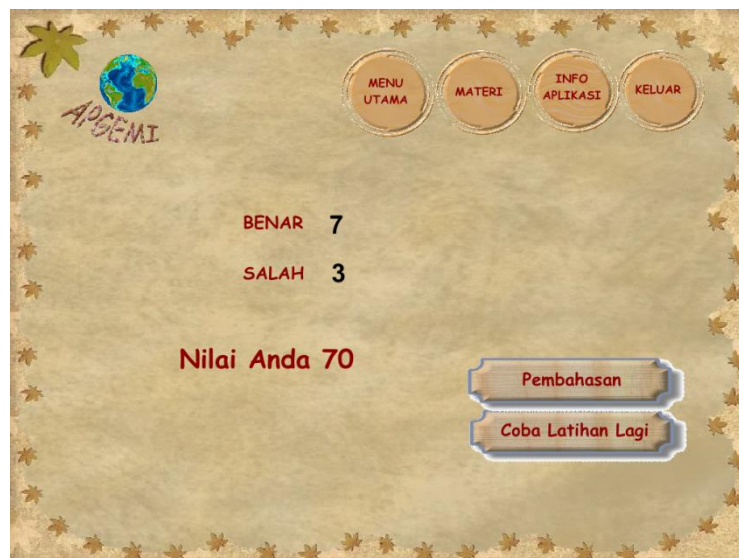 APGEMI
MENU
UTAMA
MATERI
INFO
APLIKASI
KELUAR
BENAR 7
SALAH 3
Nilai Anda 70
Pembahasan
Coba Latihan Lagi